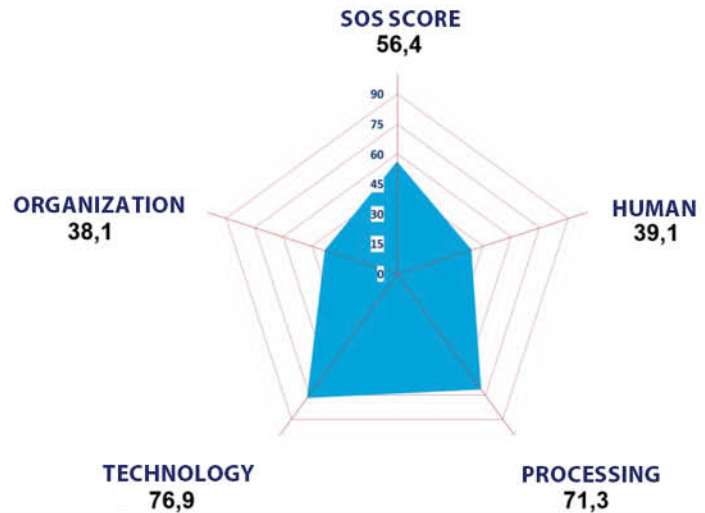 SOS SCORE
56,4
90
75
60
45
30
15
0
ORGANIZATION
38,1
HUMAN
39,1
TECHNOLOGY
76,9
PROCESSING
71,3